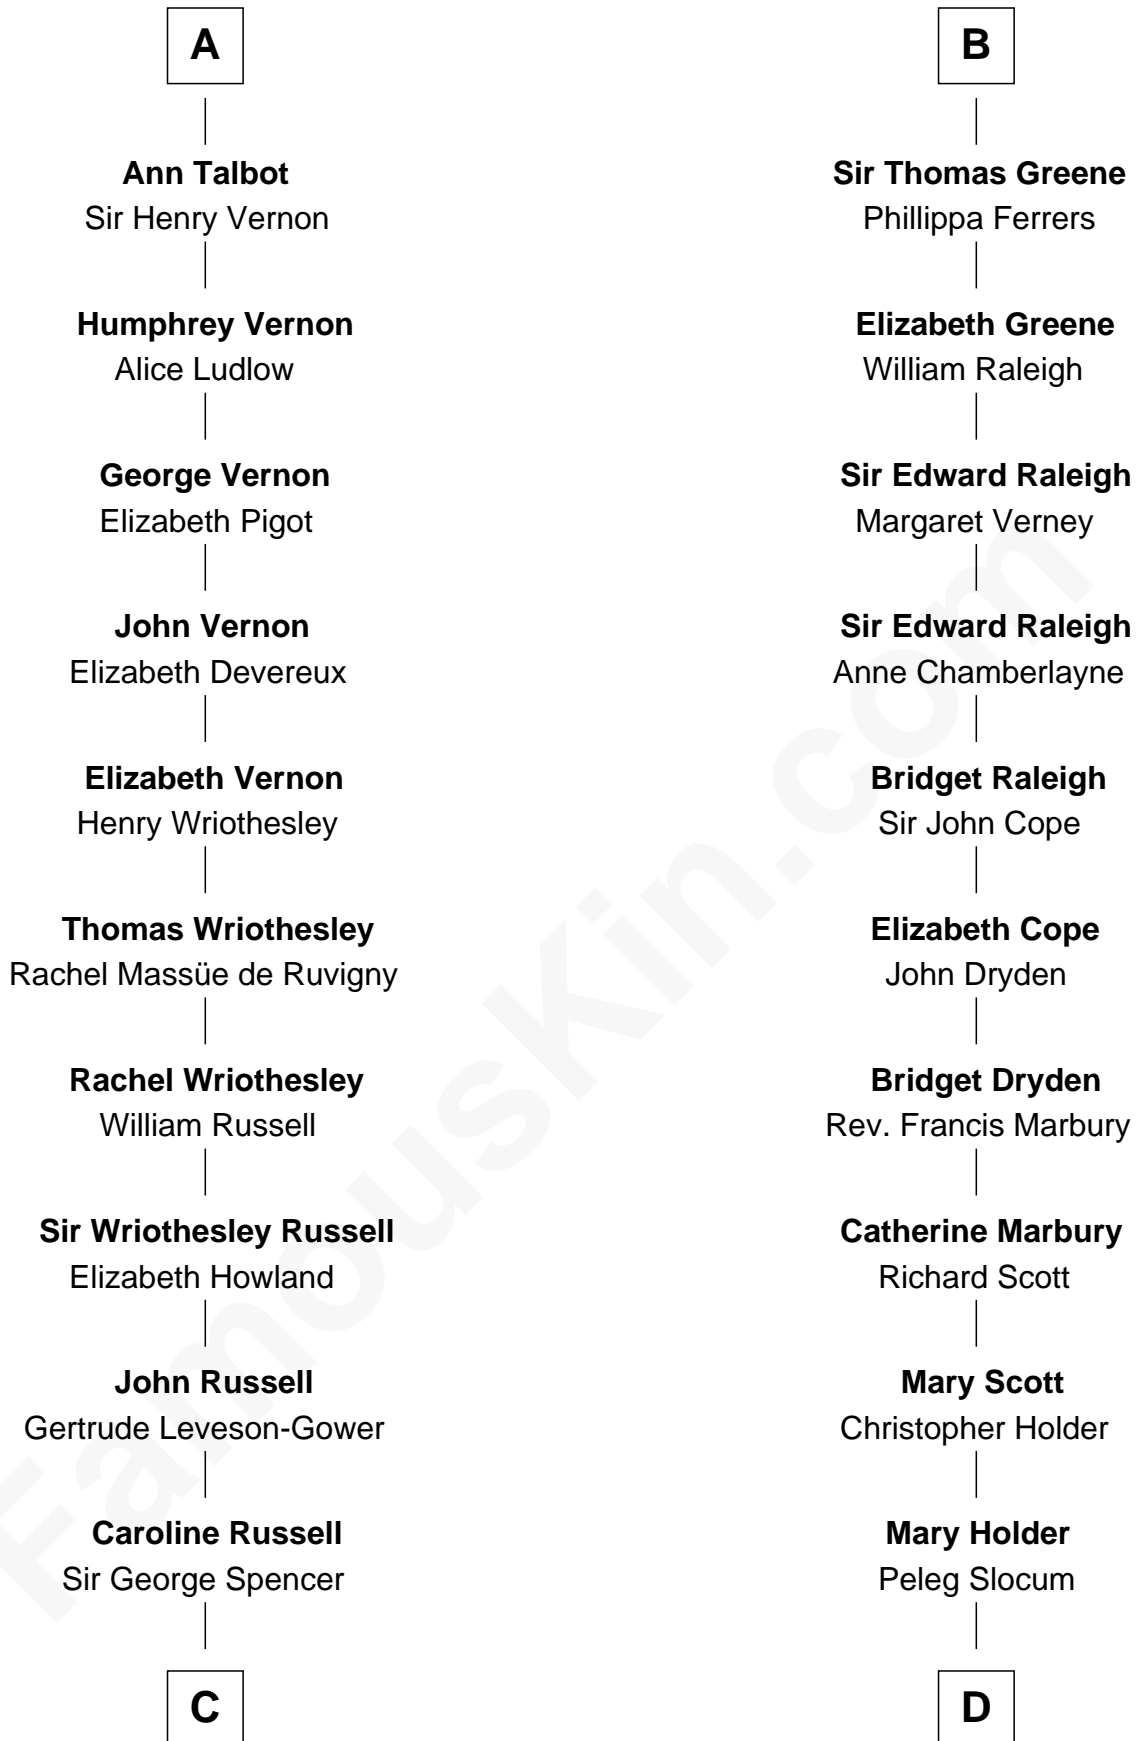 A
Ann Talbot
Sir Henry Vernon
Humphrey Vernon
Alice Ludlow
George Vernon
Elizabeth Pigot
John Vernon
Elizabeth Devereux
Elizabeth Vernon
Henry Wriothesley
Thomas Wriothesley
Rachel Massüe de Ruvigny
Rachel Wriothesley
William Russell
Sir Wriothesley Russell
Elizabeth Howland
John Russell
Gertrude Leveson-Gower
Caroline Russell
Sir George Spencer
C
B
Sir Thomas Greene
Phillippa Ferrers
Elizabeth Greene
William Raleigh
Sir Edward Raleigh
Margaret Verney
Sir Edward Raleigh
Anne Chamberlayne
Bridget Raleigh
Sir John Cope
Elizabeth Cope
John Dryden
Bridget Dryden
Rev. Francis Marbury
Catherine Marbury
Richard Scott
Mary Scott
Christopher Holder
Mary Holder
Peleg Slocum
D
FamousKin.com